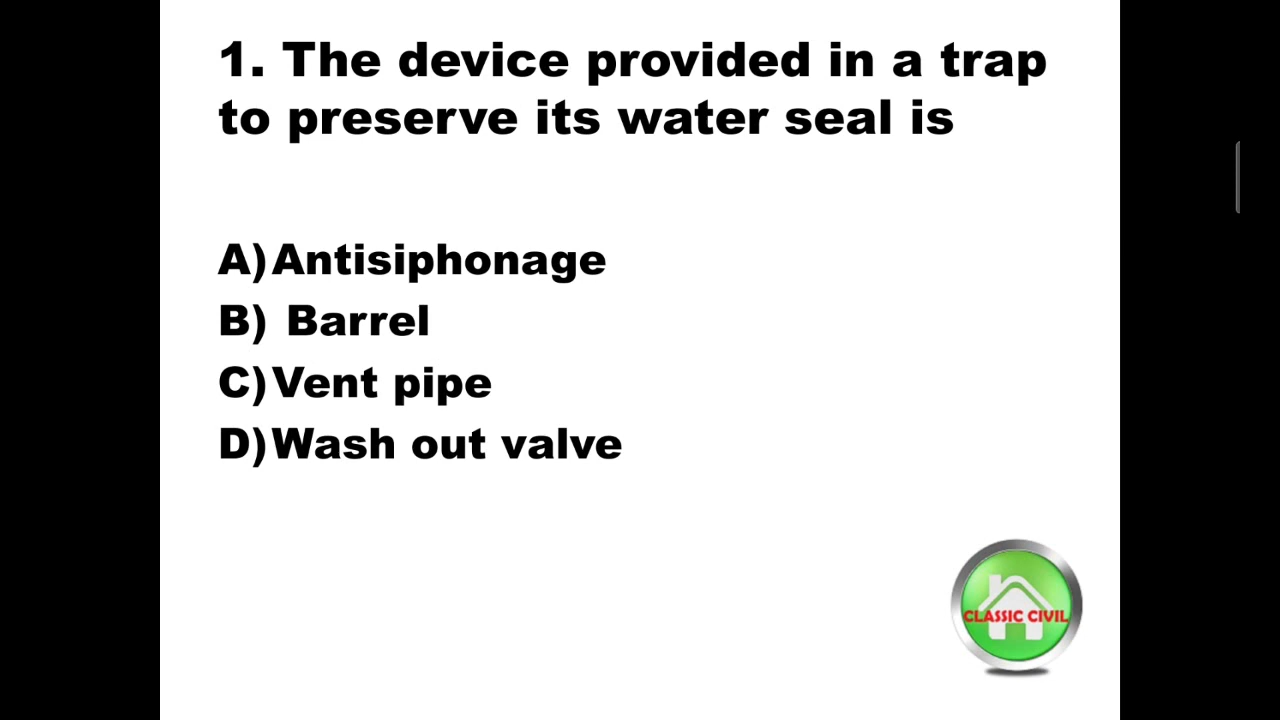 1. The device provided in a trap
to preserve its water seal is
A) Antisiphonage
B) Barrel
C) Vent pipe
D) Wash out valve
CLASSIC CIVIL